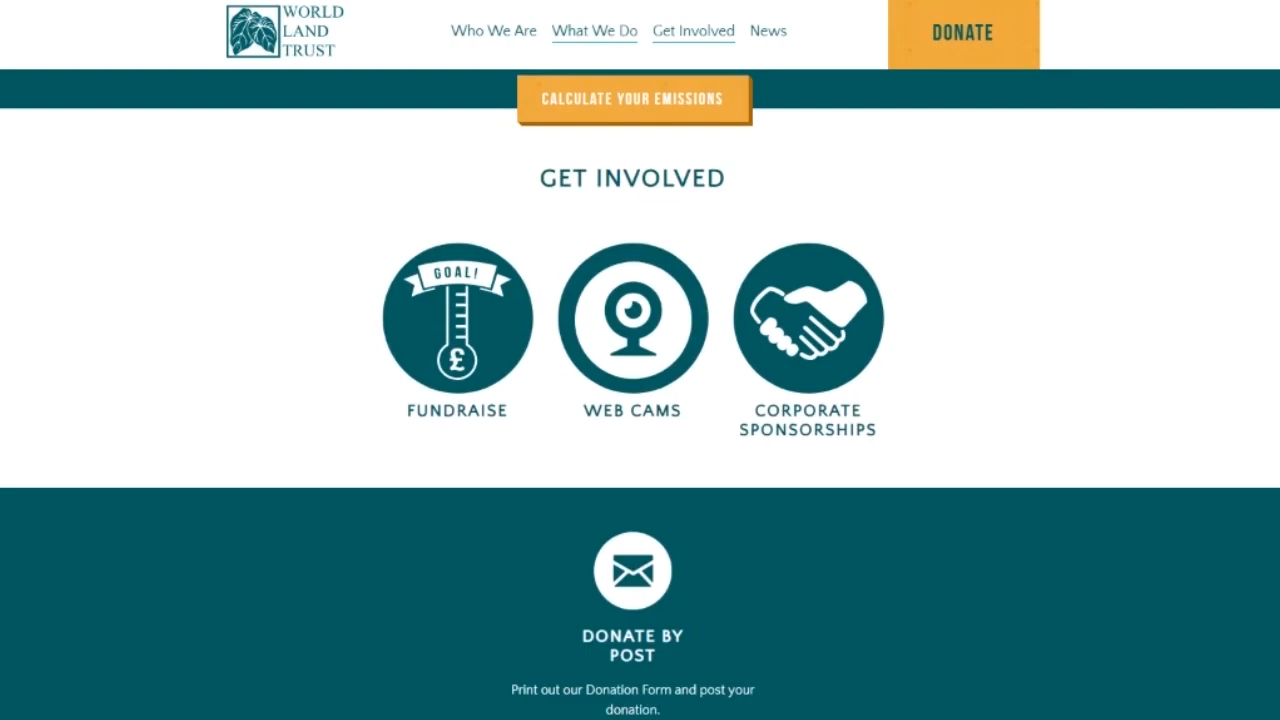 WORLD
LAND
TRUST
Who We Are What We Do Get Involved News
DONATE
CALCULATE YOUR EMISSIONS
GET INVOLVED
GOAL!
£
FUNDRAISE
WEB CAMS
CORPORATE
SPONSORSHIPS
DONATE BY
POST
Print out our Donation Form and post your
donation.